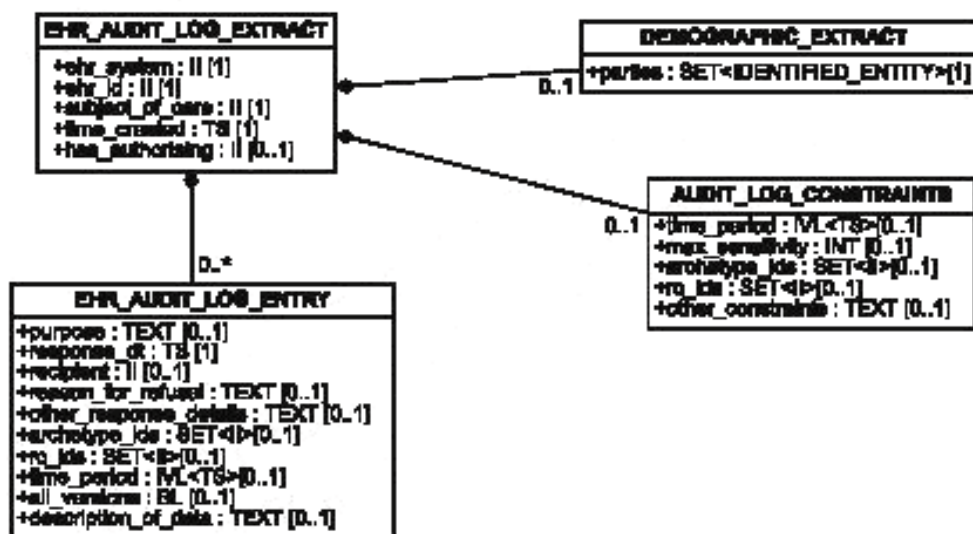 EHR_AUDIT_LOG_EXTRACT
+ehr_system : II [1]
+ehr_id : II [1]
+subject_of_care : II [1]
+time_created : TS [1]
+hca_authorising : II [0..1]
DEMOGRAPHIC_EXTRACT
+parties : SET<IDENTIFIED_ENTITY>[1]
0..1
AUDIT_LOG_CONSTRAINTS
0..1
+time_period : IVL<TS>[0..1]
+max_sensitivity : INT [0..1]
+archetype_ids : SET<II>[0..1]
+rc_ids : SET<II>[0..1]
+other_constraints : TEXT [0..1]
0..*
EHR_AUDIT_LOG_ENTRY
+purpose : TEXT [0..1]
+response_dt : TS [1]
+recipient : II [0..1]
+reason_for_refusal : TEXT [0..1]
+other_response_details : TEXT [0..1]
+archetype_ids : SET<II>[0..1]
+rc_ids : SET<II>[0..1]
+time_period : IVL<TS>[0..1]
+all_versions : BL [0..1]
+description_of_data : TEXT [0..1]